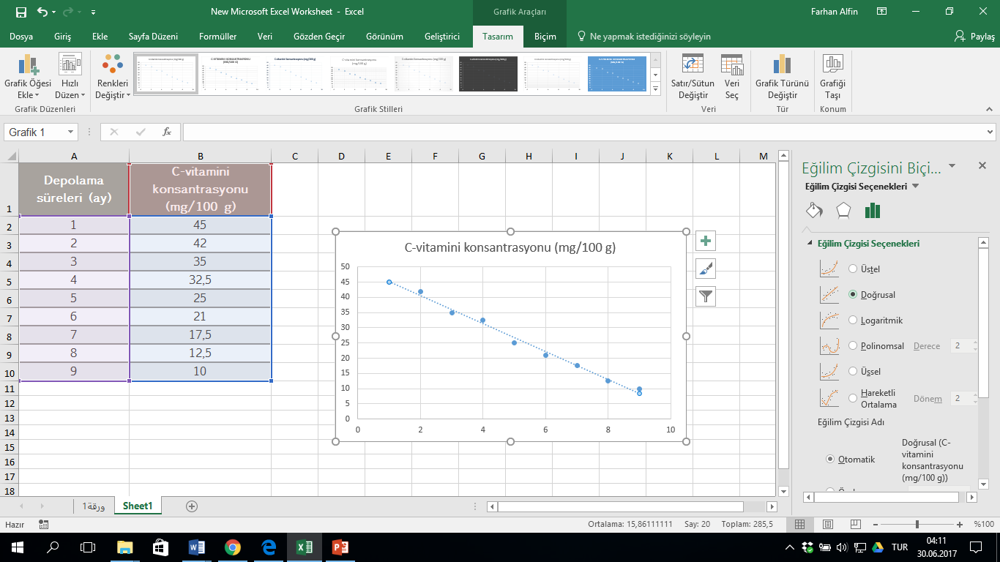 New Microsoft Excel Worksheet - Excel
Grafik Araçları
Farhan Alfin
Dosya Giriş Ekle Sayfa Düzeni Formüller Veri Gözden Geçir Görünüm Geliştirici Tasarım Biçim Ne yapmak istediğinizi söyleyin Paylaş
Grafik Öğesi Ekle
Hızlı Düzen
Renkleri Değiştir
Satır/Sütun Değiştir
Veri Seç
Grafik Türünü Değiştir
Grafiği Taşı
Grafik Düzenleri
Grafik Stilleri
Veri
Tür
Konum
Grafik 1
fx
A B C D E F G H I J K L M
1
Depolama süreleri (ay)
C-vitamini konsantrasyonu (mg/100 g)
2 1 45
3 2 42
4 3 35
5 4 32,5
6 5 25
7 6 21
8 7 17,5
9 8 12,5
10 9 10
11
12
13
14
15
16
17
18
C-vitamini konsantrasyonu (mg/100 g)
50
45
40
35
30
25
20
15
10
5
0
0 2 4 6 8 10
Eğilim Çizgisini Biçi...
Eğilim Çizgisi Seçenekleri
Eğilim Çizgisi Seçenekleri
Üstel
Doğrusal
Logaritmik
Polinomsal Derece 2
Üssel
Hareketli Ortalama Dönem 2
Eğilim Çizgisi Adı
Otomatik
Doğrusal (C-
vitamini
konsantrasyonu
(mg/100 g))
ورقة1
Sheet1
Hazır
Ortalama: 15,86111111 Say: 20 Toplam: 285,5
%100
TUR
04:11
30.06.2017